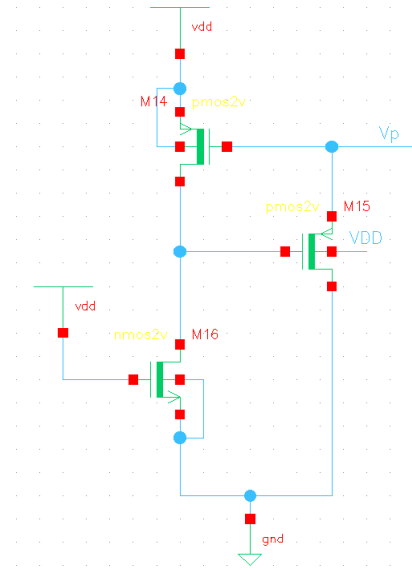 vdd
M14 pmos2v
Vp
pmos2v M15
VDD
vdd
nmos2v M16
gnd